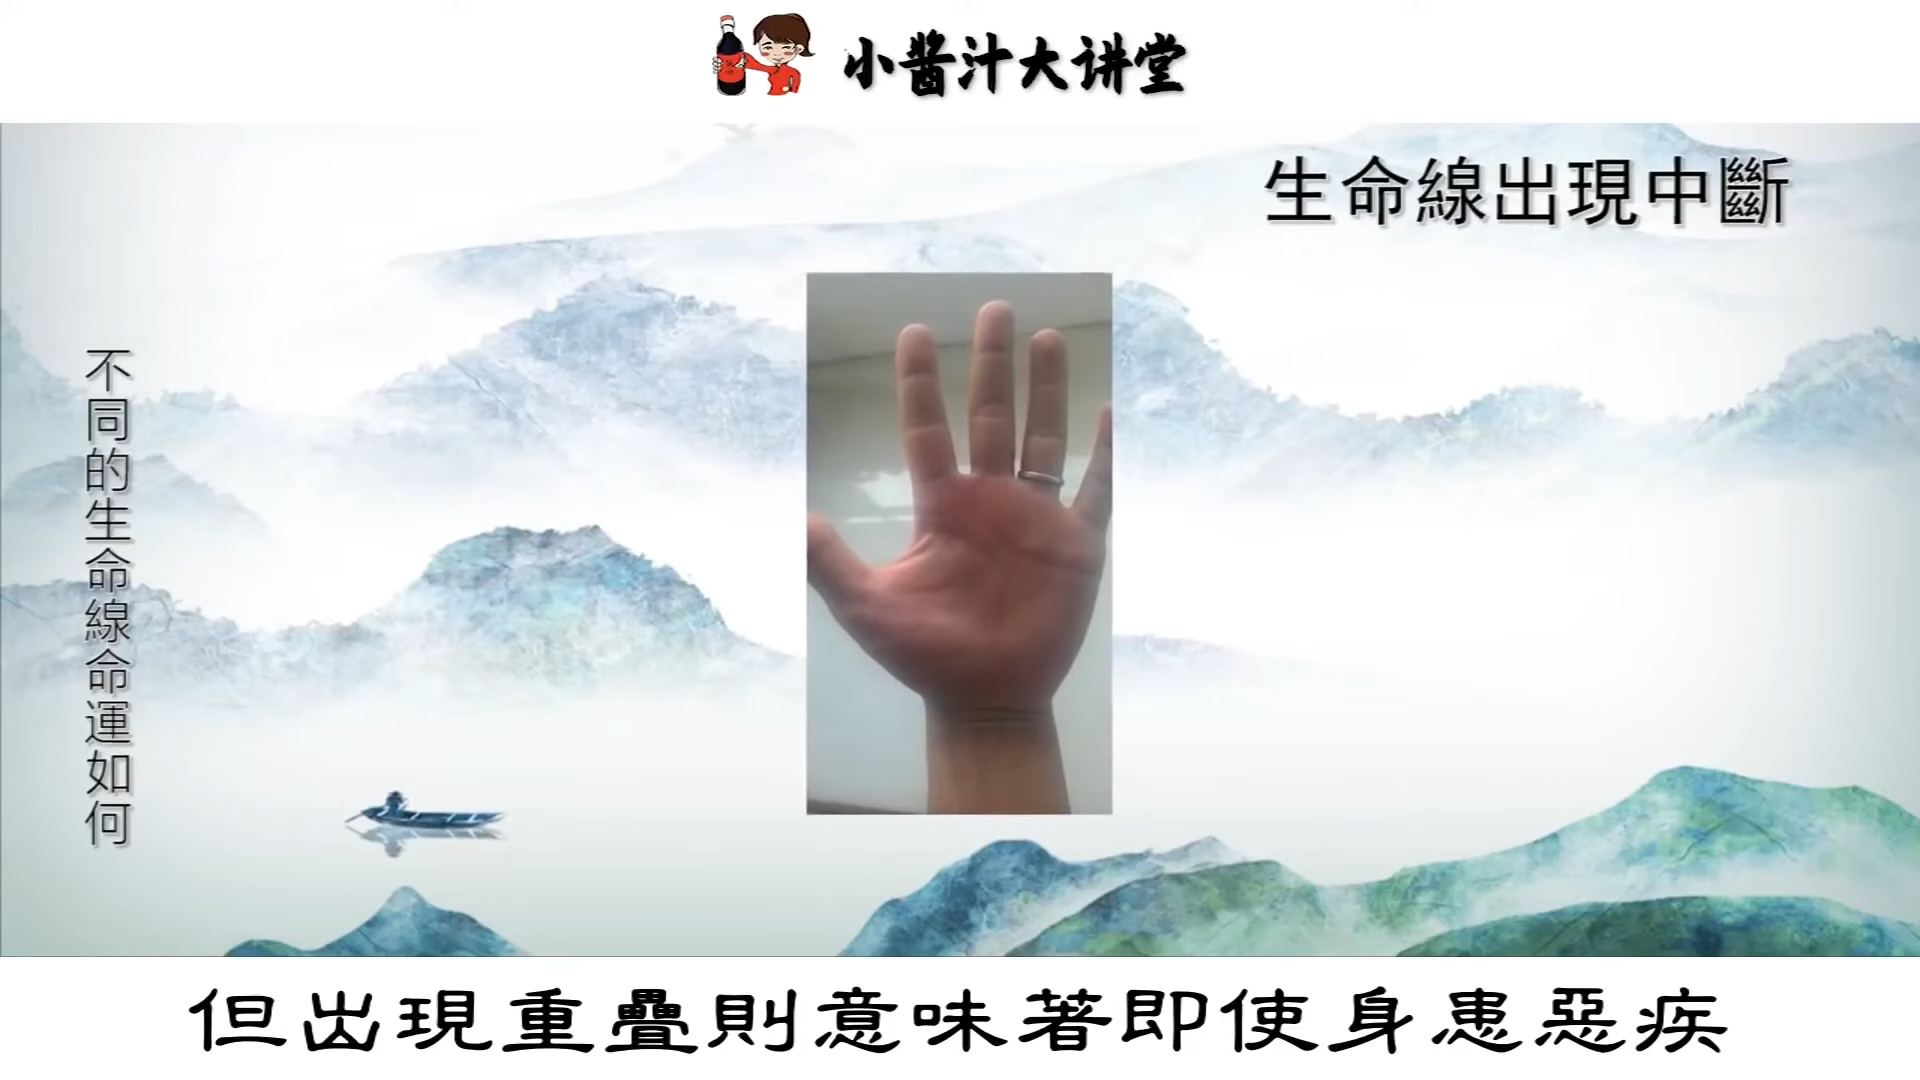 小酱汁大讲堂
生命線出現中斷
不同的生命線命運如何
但出現重疊則意味著即使身患惡疾